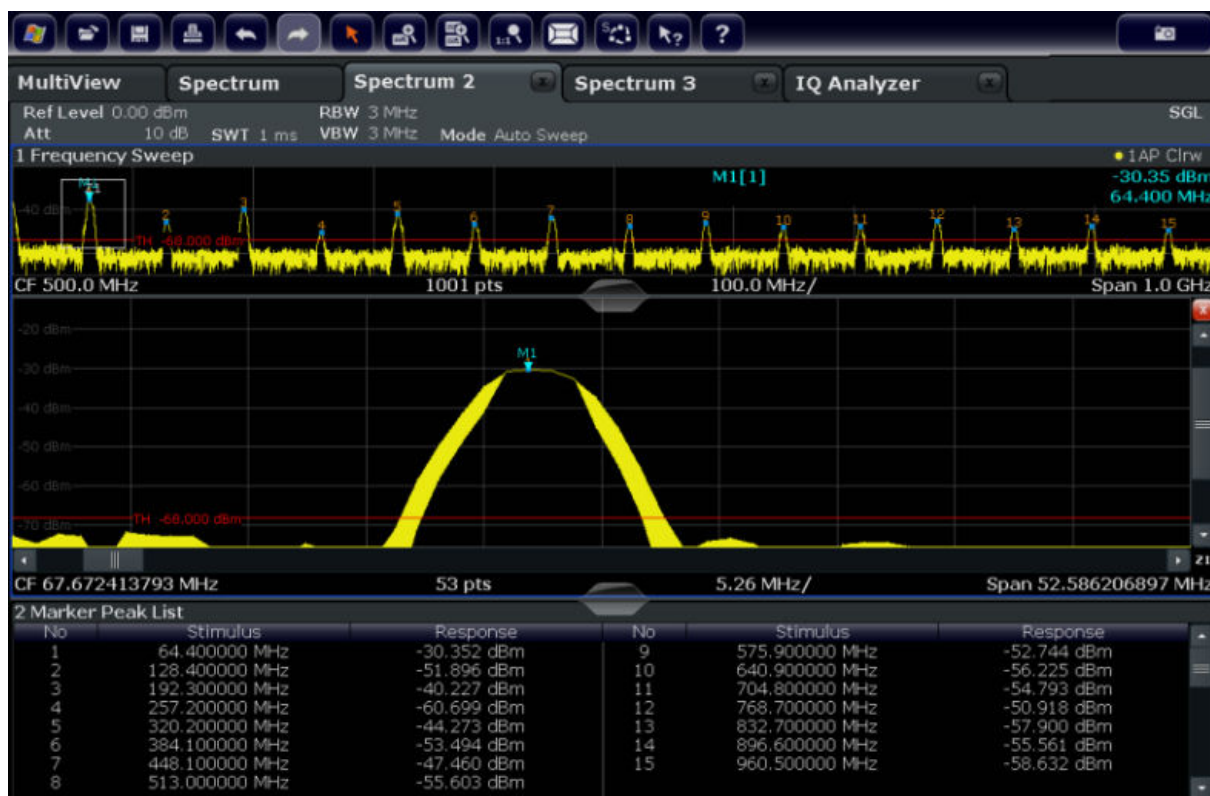 1:1
S
?
?
MultiView
Spectrum
Spectrum 2
x
Spectrum 3
x
IQ Analyzer
x
Ref Level 0.00 dBm RBW 3 MHz SGL
Att 10 dB SWT 1 ms VBW 3 MHz Mode Auto Sweep
1 Frequency Sweep 1AP Clrw
M1[1] -30.35 dBm
64.400 MHz
-40 dBm
2 3 4 5 6 7 8 9 10 11 12 13 14 15
TH -68.000 dBm
CF 500.0 MHz 1001 pts 100.0 MHz/ Span 1.0 GHz
x
-20 dBm
M1
-30 dBm
-40 dBm
-50 dBm
-60 dBm
TH -68.000 dBm
-70 dBm
Z1
CF 67.672413793 MHz 53 pts 5.26 MHz/ Span 52.586206897 MHz
2 Marker Peak List
No Stimulus Response No Stimulus Response
1 64.400000 MHz -30.352 dBm 9 575.900000 MHz -52.744 dBm
2 128.400000 MHz -51.896 dBm 10 640.900000 MHz -56.225 dBm
3 192.300000 MHz -40.227 dBm 11 704.800000 MHz -54.793 dBm
4 257.200000 MHz -60.699 dBm 12 768.700000 MHz -50.918 dBm
5 320.200000 MHz -44.273 dBm 13 832.700000 MHz -57.900 dBm
6 384.100000 MHz -53.494 dBm 14 896.600000 MHz -55.561 dBm
7 448.100000 MHz -47.460 dBm 15 960.500000 MHz -58.632 dBm
8 513.000000 MHz -55.603 dBm